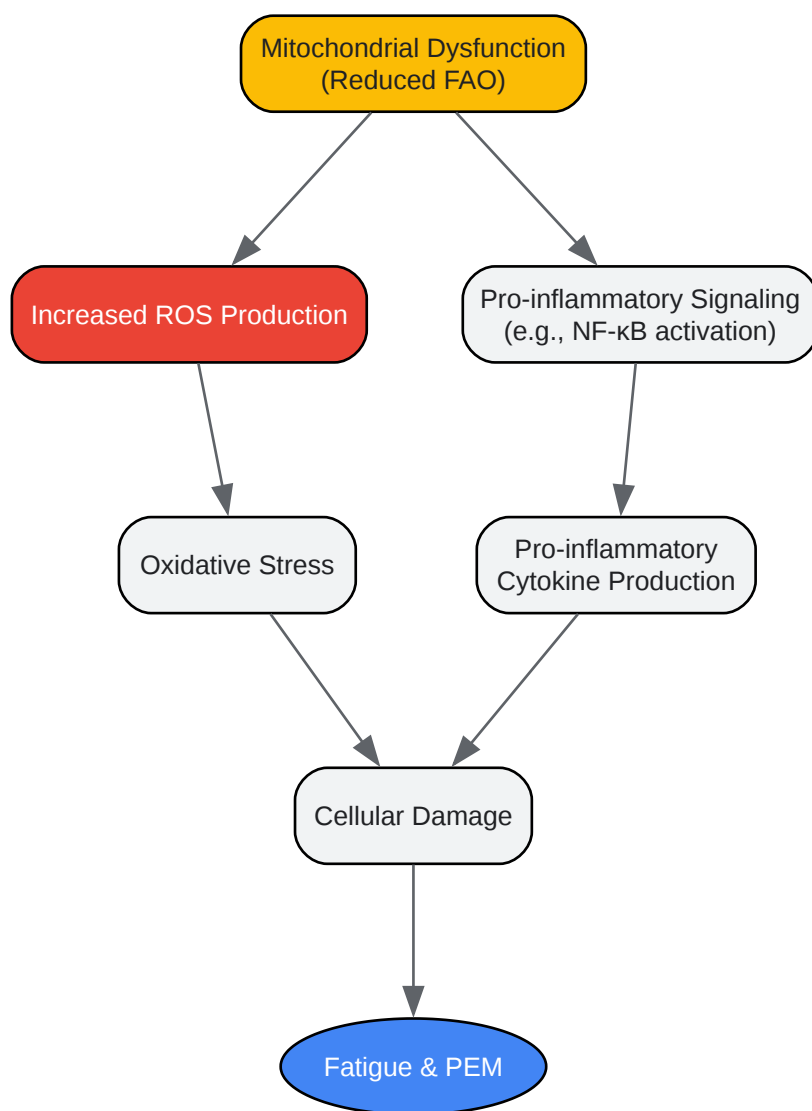 Mitochondrial Dysfunction
(Reduced FAO)
Increased ROS Production
Pro-inflammatory Signaling
(e.g., NF-κB activation)
Oxidative Stress
Pro-inflammatory
Cytokine Production
Cellular Damage
Fatigue & PEM